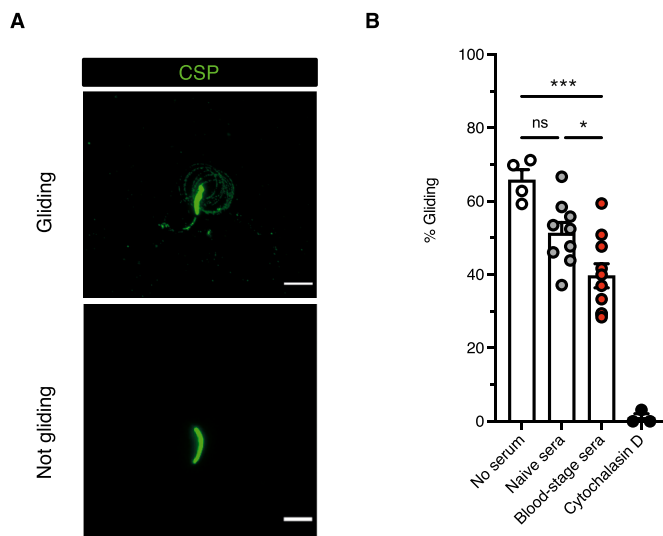 A
CSP
Gliding
Not gliding
B
% Gliding
100
80
60
40
20
0
***
ns
*
No serum
Naive sera
Blood-stage sera
Cytochalasin D